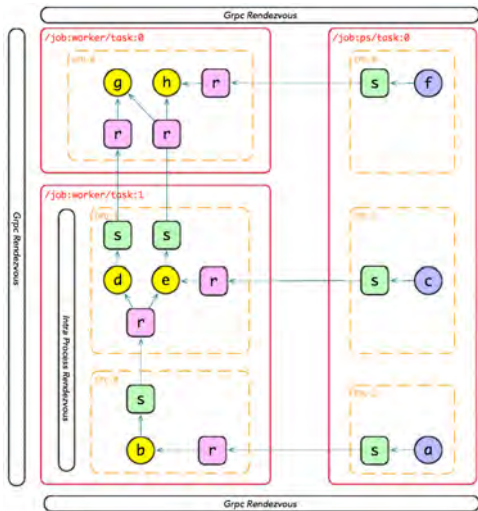 Grpc Rendezvous
/job:worker/task:0
/job:ps/task:0
g
h
r
s
f
r
r
/job:worker/task:1
Grpc Rendezvous
Intra Process Rendezvous
s
s
d
e
r
s
c
r
s
b
r
s
a
Grpc Rendezvous